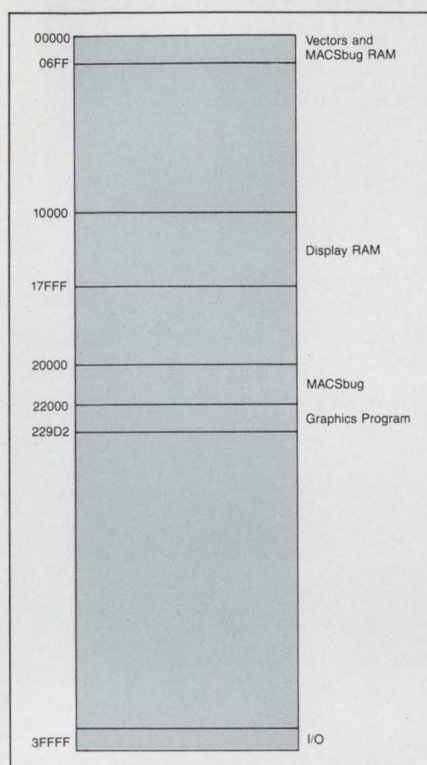 00000
Vectors and
MACSbug RAM
06FF
10000
Display RAM
17FFF
20000
MACSbug
22000
Graphics Program
229D2
3FFFF
I/O